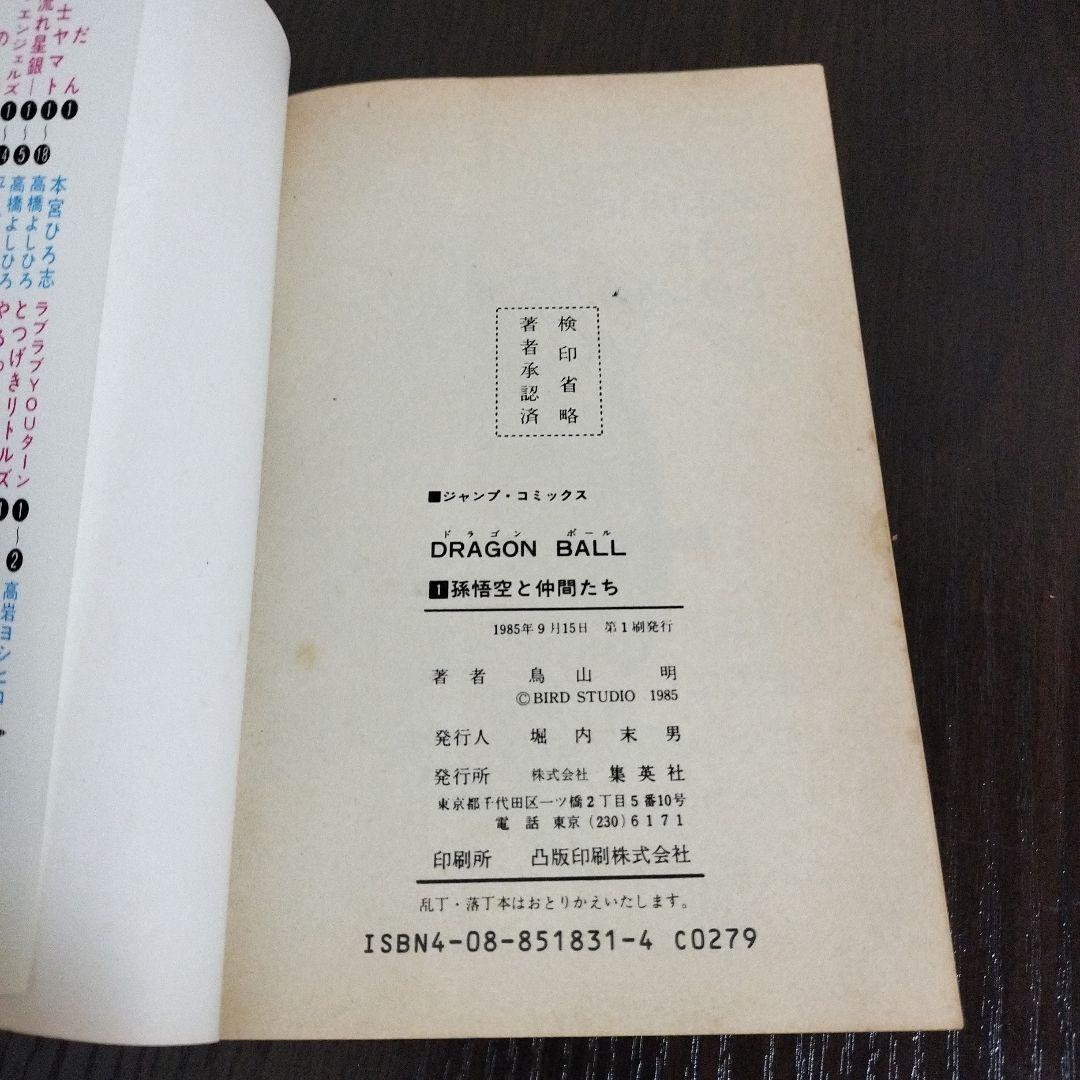 検印省略
著者承認済
■ジャンプ・コミックス
ドラゴン ボール
DRAGON BALL
1 孫悟空と仲間たち
1985年9月15日 第1刷発行
著者 鳥山 明
©BIRD STUDIO 1985
発行人 堀内末男
発行所 株式会社 集英社
東京都千代田区一ツ橋2丁目5番10号
電話 東京(230)6171
印刷所 凸版印刷株式会社
乱丁・落丁本はおとりかえいたします。
ISBN4-08-851831-4 C0279
だん
❶
本宮ひろ志
ラブラブYOUターン
❶~❷
高岩ヨシヒロ
士ヤマト
❶~❿
高橋よしひろ
とつげきリトルズ
❶
流れ星銀
❶~❺
高橋よしひろ
エンジェルズ